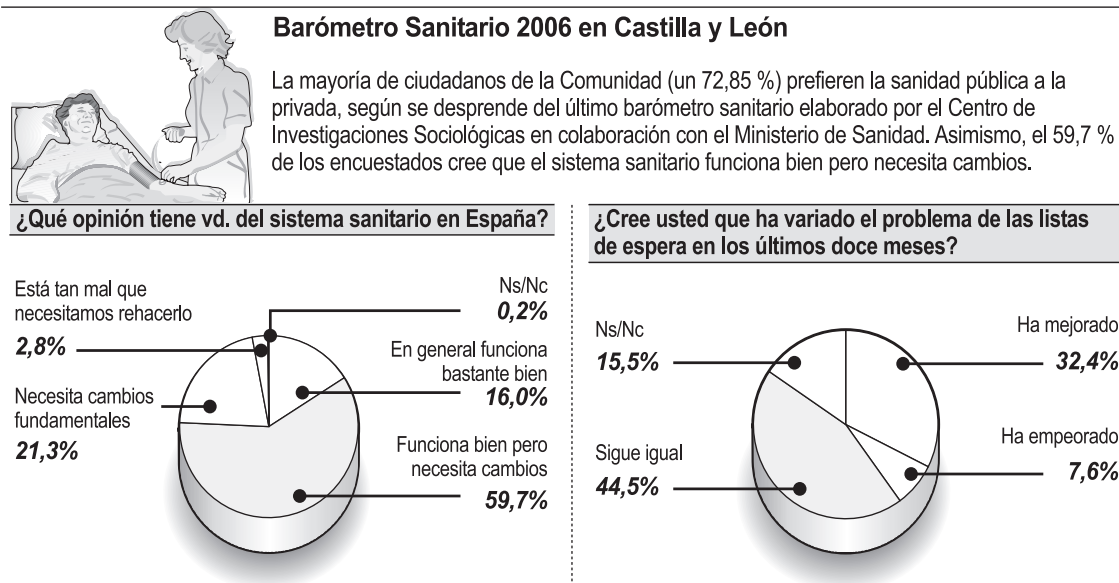 Barómetro Sanitario 2006 en Castilla y León
La mayoría de ciudadanos de la Comunidad (un 72,85 %) prefieren la sanidad pública a la
privada, según se desprende del último barómetro sanitario elaborado por el Centro de
Investigaciones Sociológicas en colaboración con el Ministerio de Sanidad. Asimismo, el 59,7 %
de los encuestados cree que el sistema sanitario funciona bien pero necesita cambios.
¿Qué opinión tiene vd. del sistema sanitario en España?
Está tan mal que
necesitamos rehacerlo
2,8%
Necesita cambios
fundamentales
21,3%
Ns/Nc
0,2%
En general funciona
bastante bien
16,0%
Funciona bien pero
necesita cambios
59,7%
¿Cree usted que ha variado el problema de las listas
de espera en los últimos doce meses?
Ns/Nc
15,5%
Sigue igual
44,5%
Ha mejorado
32,4%
Ha empeorado
7,6%